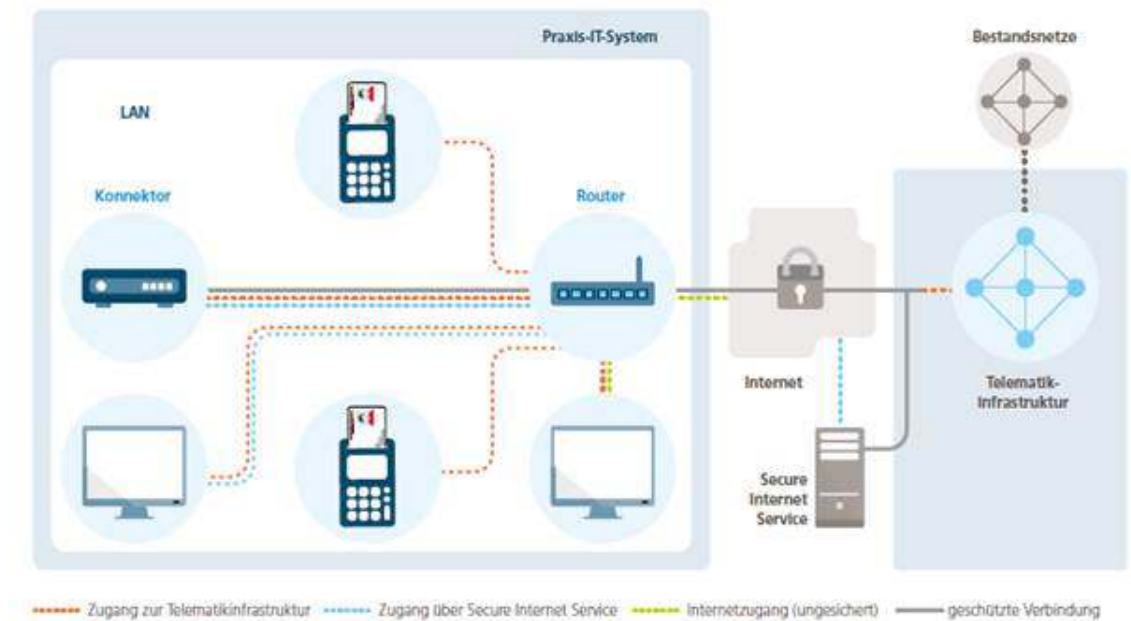 Praxis-IT-System
Bestandsnetze
LAN
Konnektor
Router
Internet
Telematik-
infrastruktur
Secure
Internet
Service
Zugang zur Telematikinfrastruktur
Zugang über Secure Internet Service
Internetzugang (ungesichert)
geschützte Verbindung